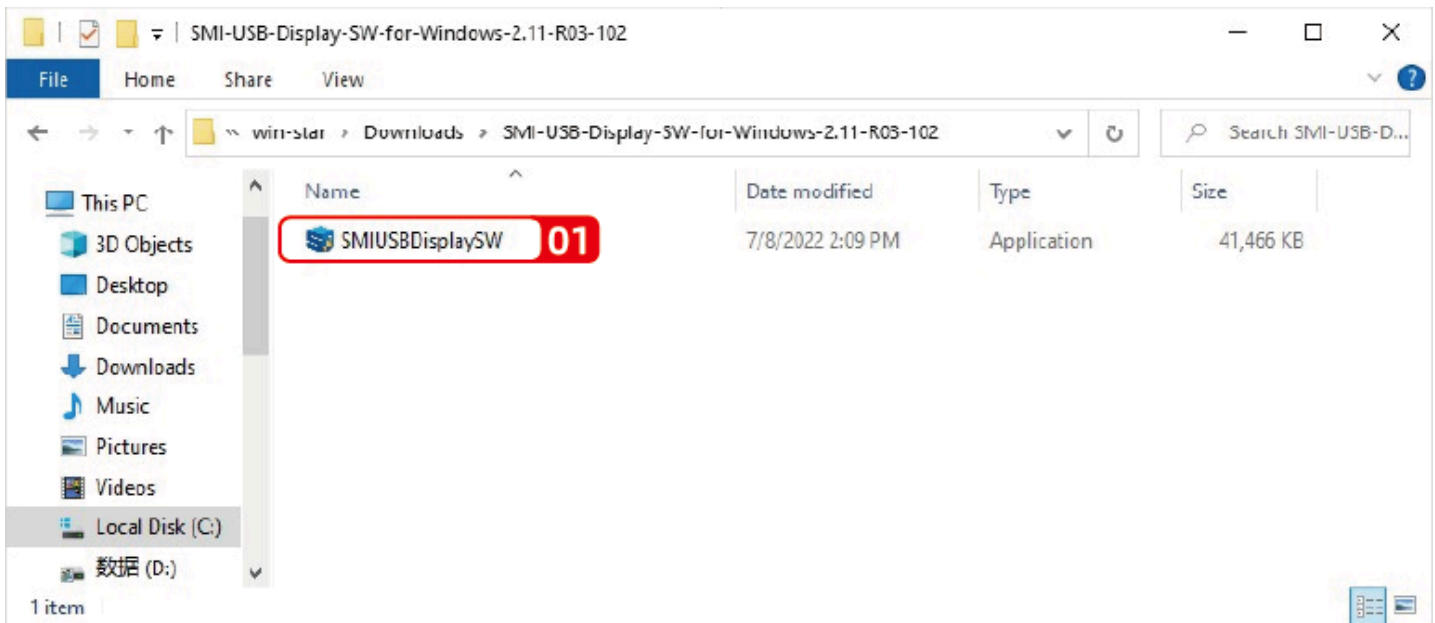 SMI-USB-Display-SW-for-Windows-2.11-R03-102
File Home Share View
win-star › Downloads › SMI-USB-Display-SW-for-Windows-2.11-R03-102 Search SMI-USB-D...
Name Date modified Type Size
SMIUSBDisplaySW 01 7/8/2022 2:09 PM Application 41,466 KB
This PC
3D Objects
Desktop
Documents
Downloads
Music
Pictures
Videos
Local Disk (C:)
数据 (D:)
1 item